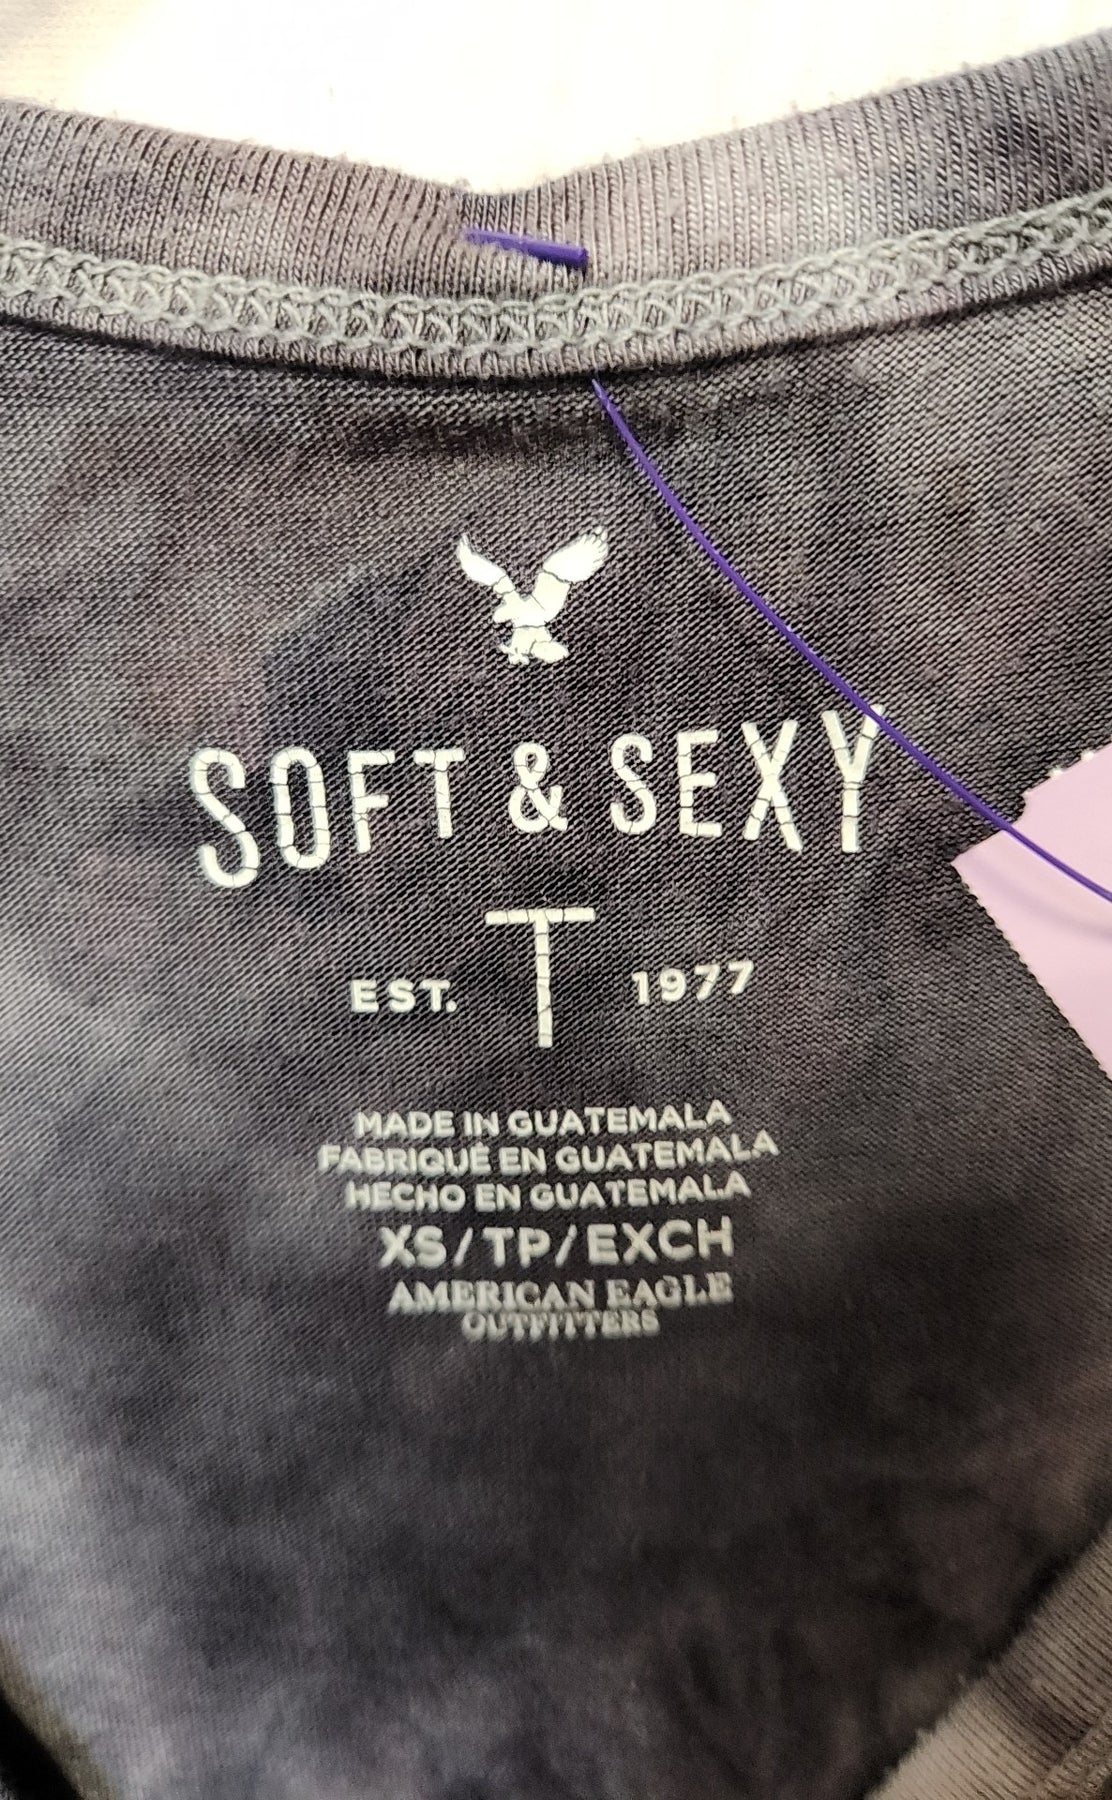 SOFT & SEXY
T
EST. 1977
MADE IN GUATEMALA
FABRIQUÉ EN GUATEMALA
HECHO EN GUATEMALA
XS/TP/EXCH
AMERICAN EAGLE
OUTFITTERS